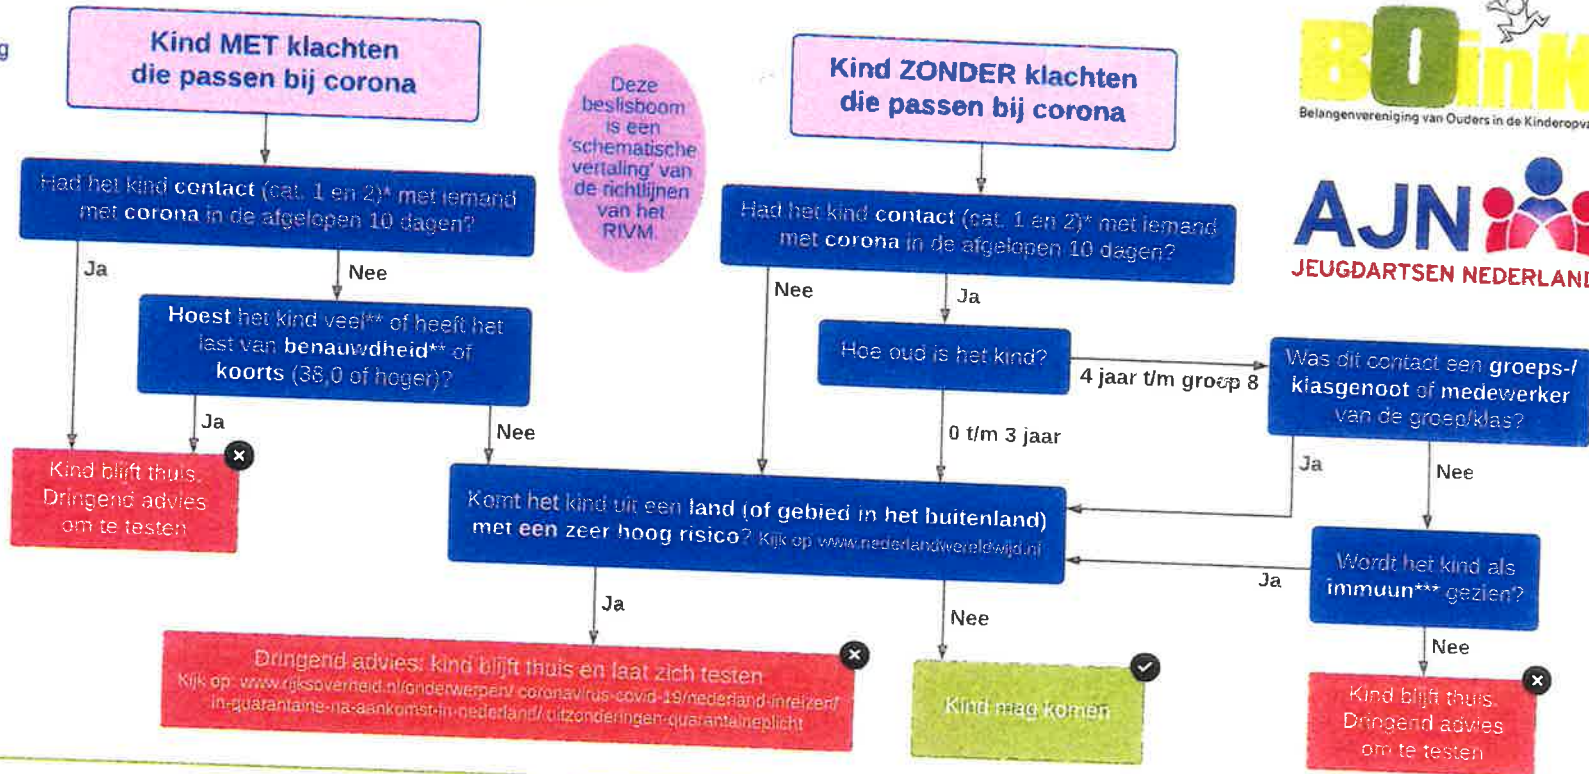 g
Kind MET klachten
die passen bij corona
Deze
beslisboom
is een
'schematische
vertaling' van
de richtlijnen
van het
RIVM.
Kind ZONDER klachten
die passen bij corona
BOinK
Belangenvereniging van Ouders in de Kinderopva
AJN
JEUGDARTSEN NEDERLAND
Had het kind contact (cat. 1 en 2)* met iemand
met corona in de afgelopen 10 dagen?
Had het kind contact (cat. 1 en 2)* met iemand
met corona in de afgelopen 10 dagen?
Ja
Nee
Nee
Ja
Hoest het kind veel** of heeft het
last van benauwdheid** of
koorts (38,0 of hoger)?
Hoe oud is het kind?
4 jaar t/m groep 8
Was dit contact een groeps-/
klasgenoot of medewerker
van de groep/klas?
Ja
Nee
0 t/m 3 jaar
Ja
Nee
Kind blijft thuis.
Dringend advies
om te testen
Komt het kind uit een land (of gebied in het buitenland)
met een zeer hoog risico? Kijk op www.nederlandwereldwijd.nl
Wordt het kind als
immuun*** gezien?
Ja
Ja
Nee
Nee
Dringend advies: kind blijft thuis en laat zich testen
Kijk op: www.rijksoverheid.nl/onderwerpen/ coronavirus-covid-19/nederland-inreizen/
in-quarantaine-na-aankomst-in-nederland/ uitzonderingen-quarantaineplicht
Kind mag komen
Kind blijft thuis.
Dringend advies
om te testen